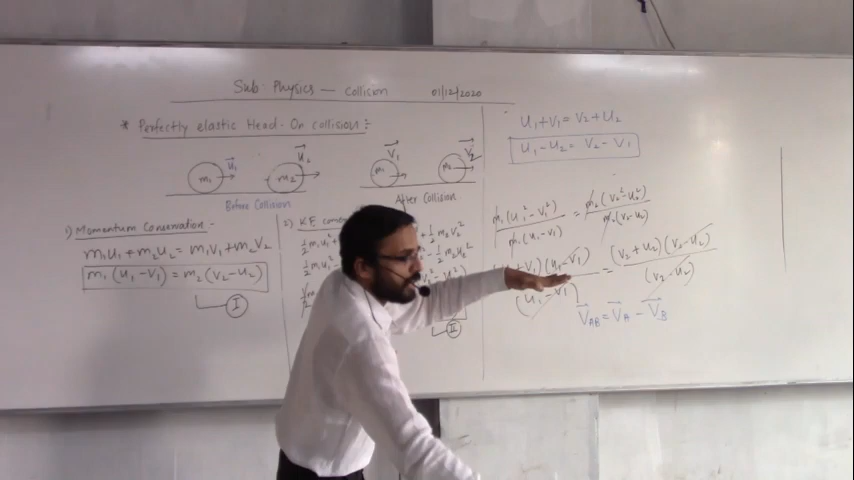 Sub Physics — Collision 01/12/2020
* Perfectly elastic Head-On collision :-
m₁ u₁ m₂ u₂
Before Collision
m₁ V₁ m₂ V₂
After Collision
1) Momentum Conservation -
m₁u₁ + m₂u₂ = m₁V₁ + m₂V₂
m₁(u₁ - V₁) = m₂(V₂ - u₂)
I
2) K.E
II
u₁ + V₁ = V₂ + u₂
u₁ - u₂ = V₂ - V₁
m₁(u₁² - V₁²) / m₁(u₁ - V₁) = m₂(V₂² - u₂²) / m₂(V₂ - u₂)
(u₁ - V₁) / (u₁ - V₁) = (V₂ + u₂)(V₂ - u₂) / (V₂ - u₂)
V_AB = V_A - V_B